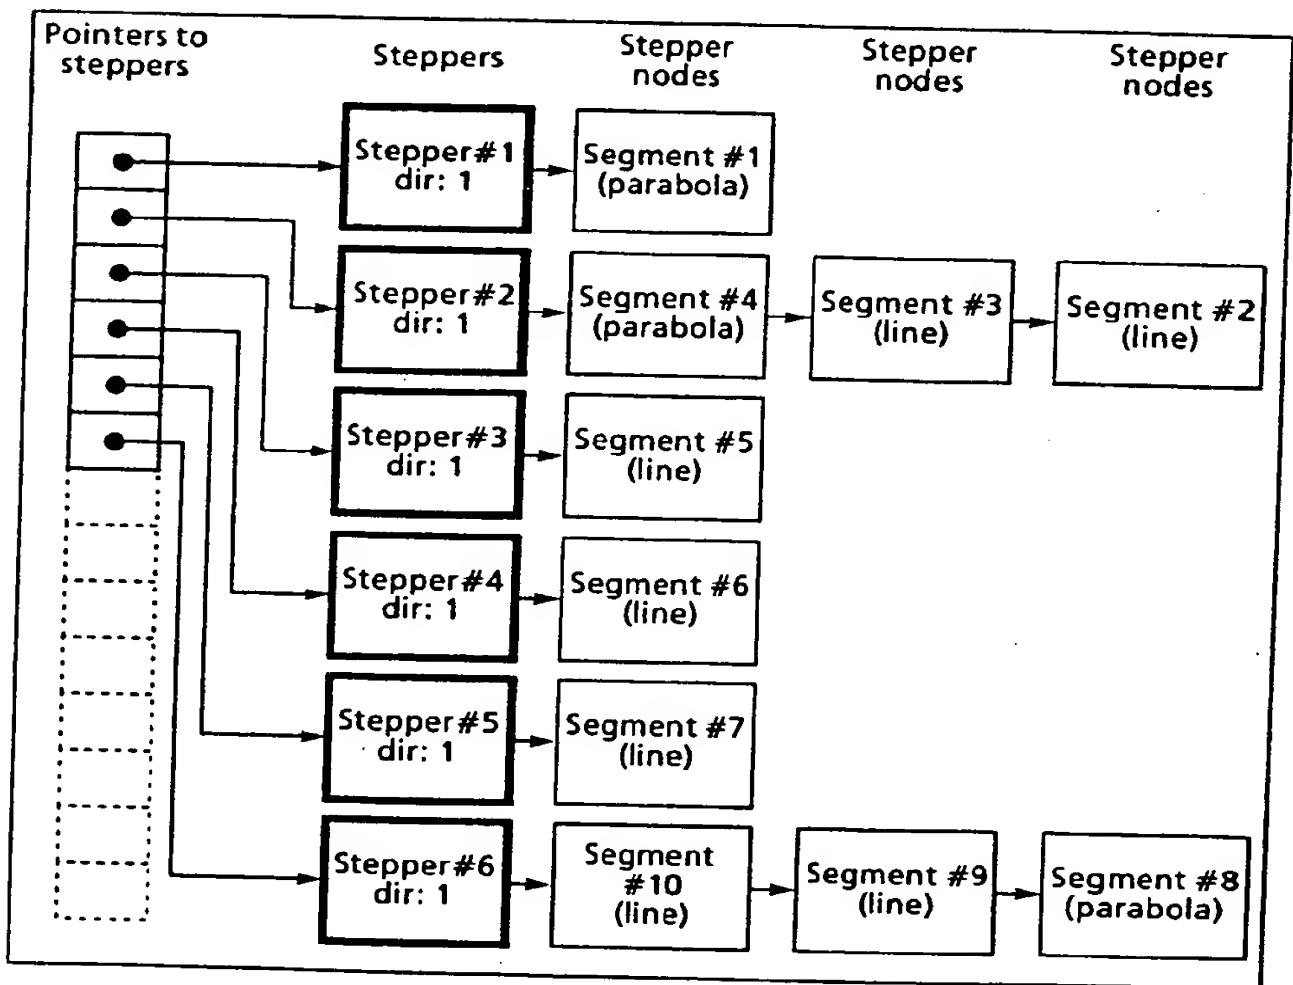 Pointers to
steppers
Steppers
Stepper
nodes
Stepper
nodes
Stepper
nodes
Stepper#1
dir: 1
Segment #1
(parabola)
Stepper#2
dir: 1
Segment #4
(parabola)
Segment #3
(line)
Segment #2
(line)
Stepper#3
dir: 1
Segment #5
(line)
Stepper#4
dir: 1
Segment #6
(line)
Stepper#5
dir: 1
Segment #7
(line)
Stepper#6
dir: 1
Segment
#10
(line)
Segment #9
(line)
Segment #8
(parabola)